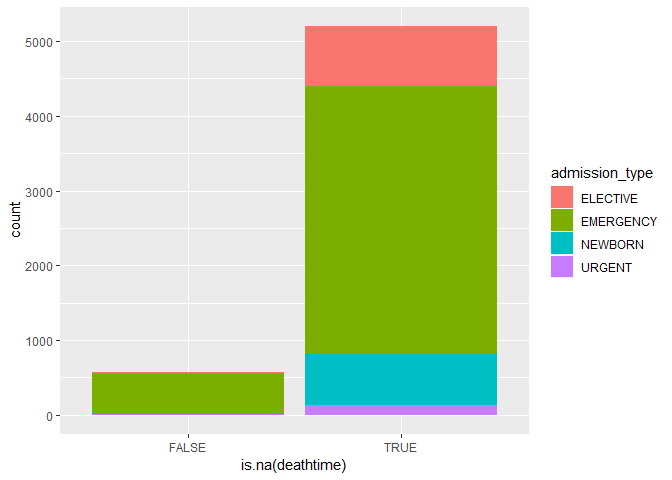 5000
4000
3000
2000
1000
0
count
FALSE
TRUE
is.na(deathtime)
admission_type
ELECTIVE
EMERGENCY
NEWBORN
URGENT